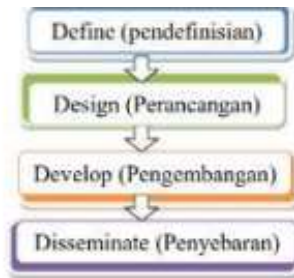 Define (pendefinisian)
Design (Perancangan)
Develop (Pengembangan)
Disseminate (Penyebaran)